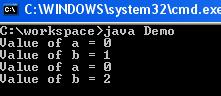 C:\WINDOWS\system32\cmd.exe
C:\workspace>java Demo
Value of a = 0
Value of b = 1
Value of a = 0
Value of b = 2